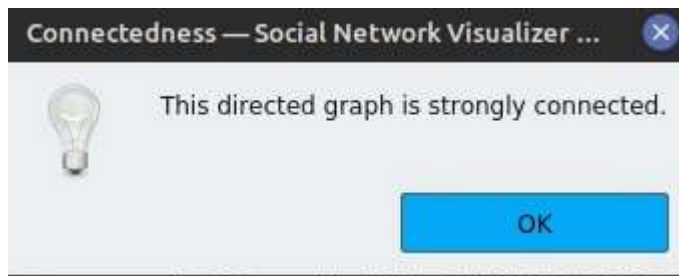 Connectedness — Social Network Visualizer ...
This directed graph is strongly connected.
OK